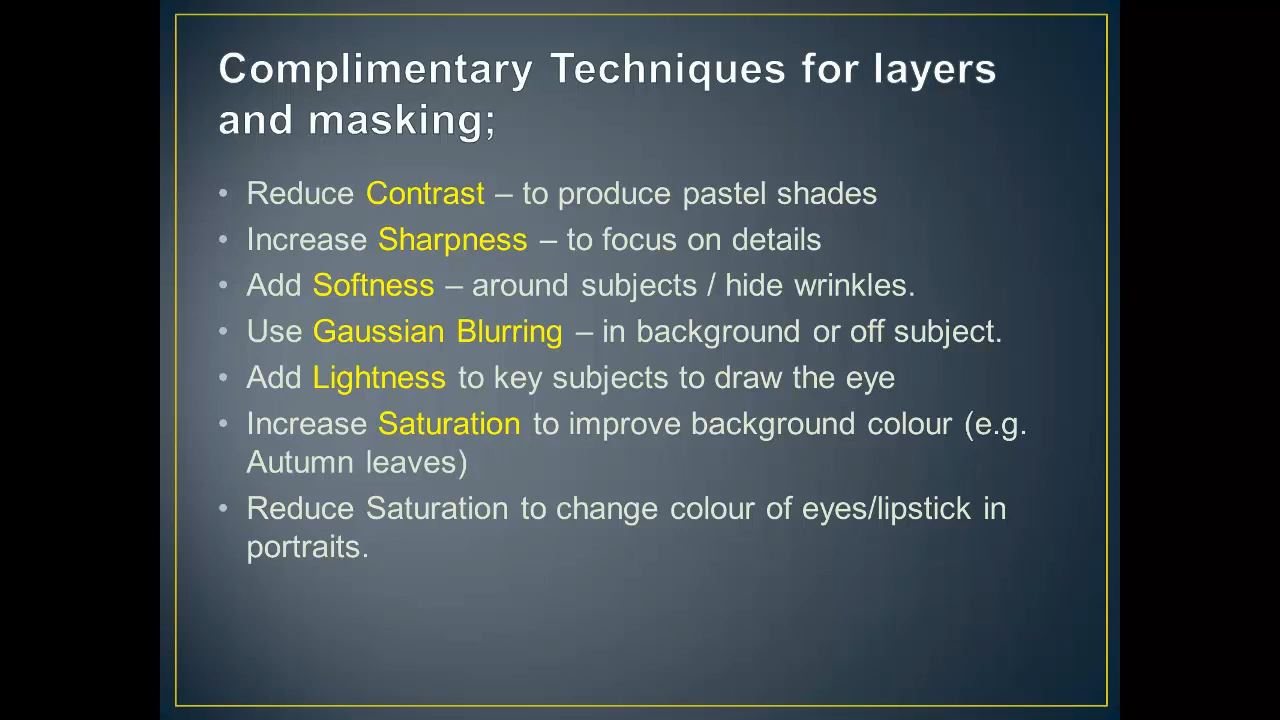 Complimentary Techniques for layers
and masking;
• Reduce Contrast – to produce pastel shades
• Increase Sharpness – to focus on details
• Add Softness – around subjects / hide wrinkles.
• Use Gaussian Blurring – in background or off subject.
• Add Lightness to key subjects to draw the eye
• Increase Saturation to improve background colour (e.g.
Autumn leaves)
• Reduce Saturation to change colour of eyes/lipstick in
portraits.